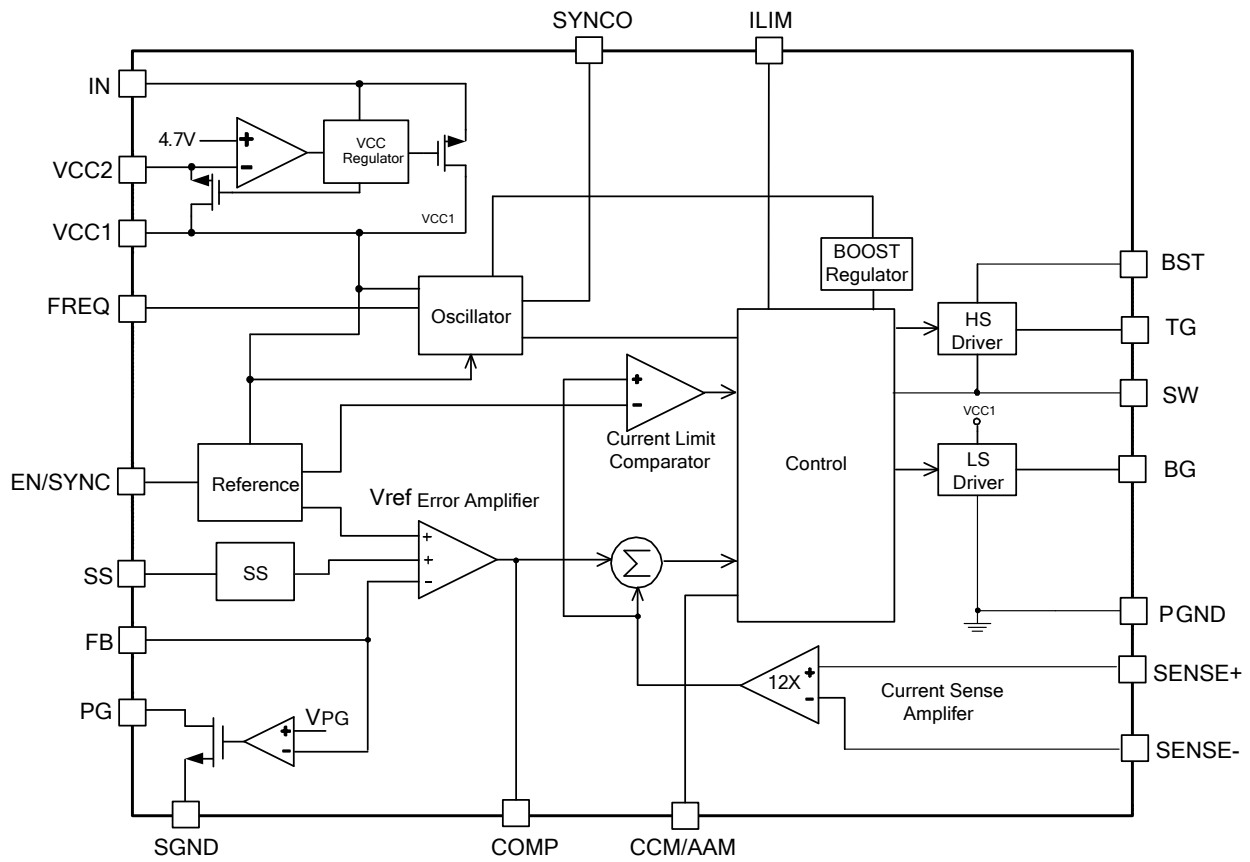 SYNCO
ILIM
IN
4.7V
+
-
VCC
Regulator
VCC2
VCC1
VCC1
BOOST
Regulator
BST
FREQ
Oscillator
HS
Driver
TG
+
-
SW
VCC1
Current Limit
Comparator
Control
EN/SYNC
Reference
LS
Driver
BG
Vref Error Amplifier
+
+
-
SS
SS
Σ
PGND
FB
12X
+
-
SENSE+
Current Sense
Amplifer
PG
VPG
+
-
SENSE-
SGND
COMP
CCM/AAM